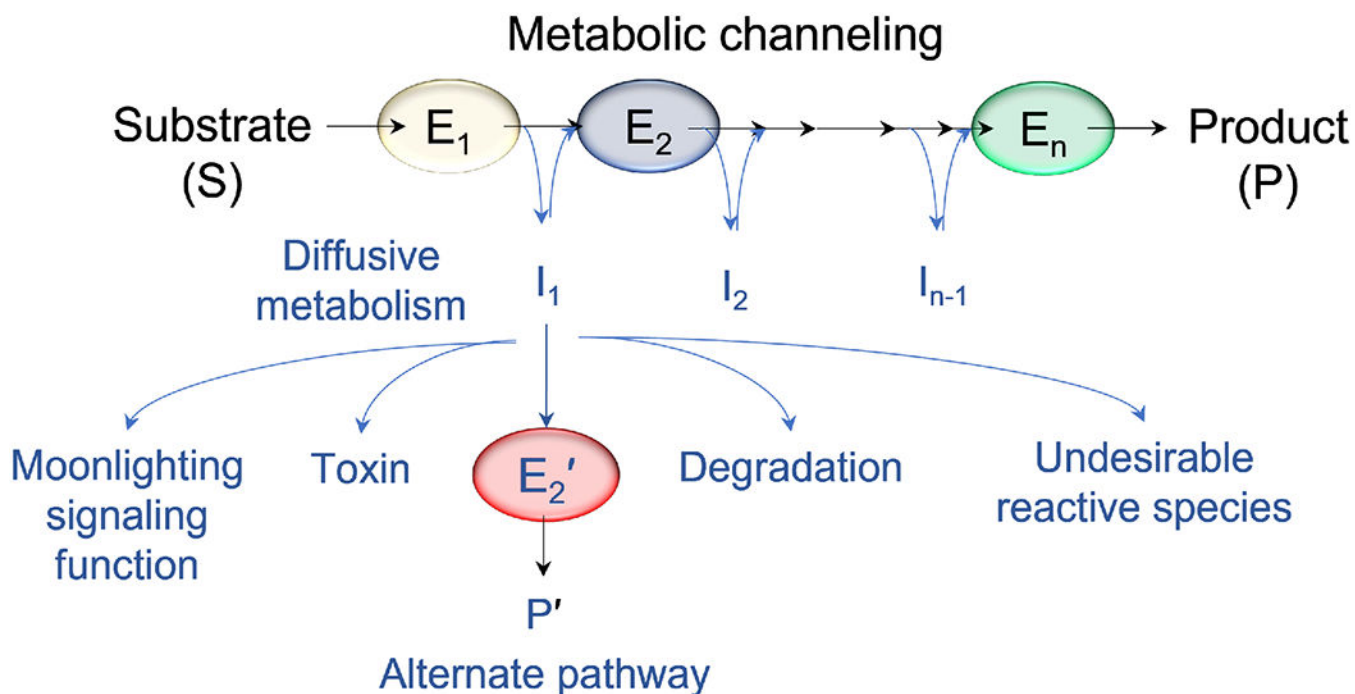 Metabolic channeling
Substrate
(S)
E₁
E₂
Eₙ
Product
(P)
Diffusive
metabolism
I₁
I₂
Iₙ₋₁
Moonlighting
signaling
function
Toxin
E₂′
Degradation
Undesirable
reactive species
P′
Alternate pathway